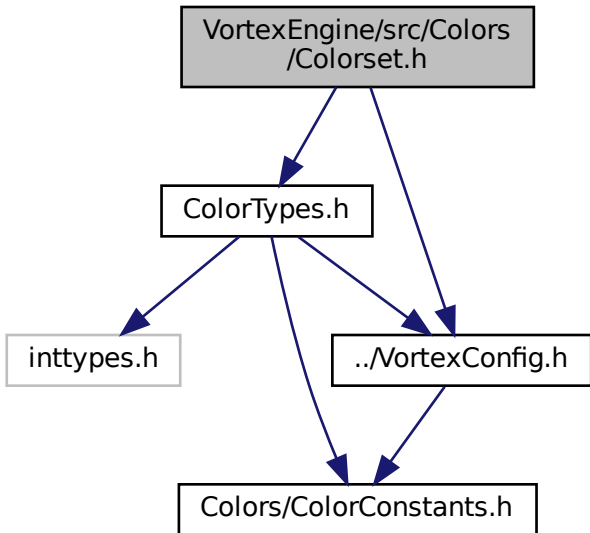 VortexEngine/src/Colors
/Colorset.h
ColorTypes.h
inttypes.h
../VortexConfig.h
Colors/ColorConstants.h